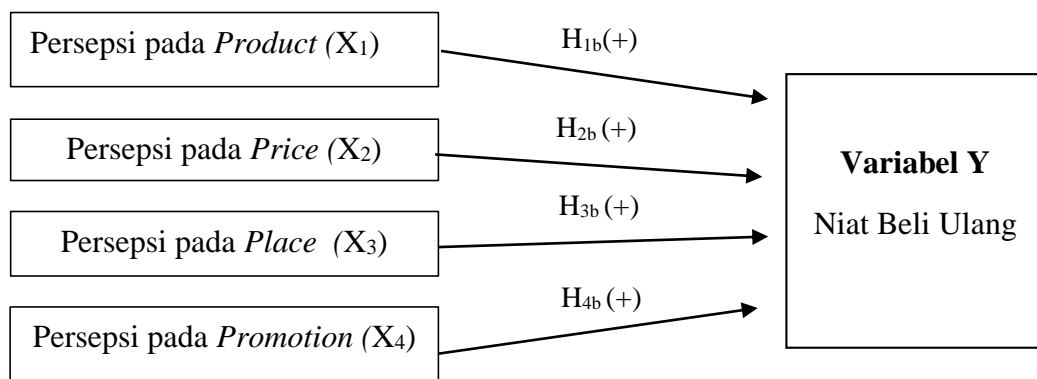 Persepsi pada Product (X₁)
H₁b(+)
Persepsi pada Price (X₂)
H₂b (+)
Persepsi pada Place (X₃)
H₃b (+)
Persepsi pada Promotion (X₄)
H₄b (+)
Variabel Y
Niat Beli Ulang